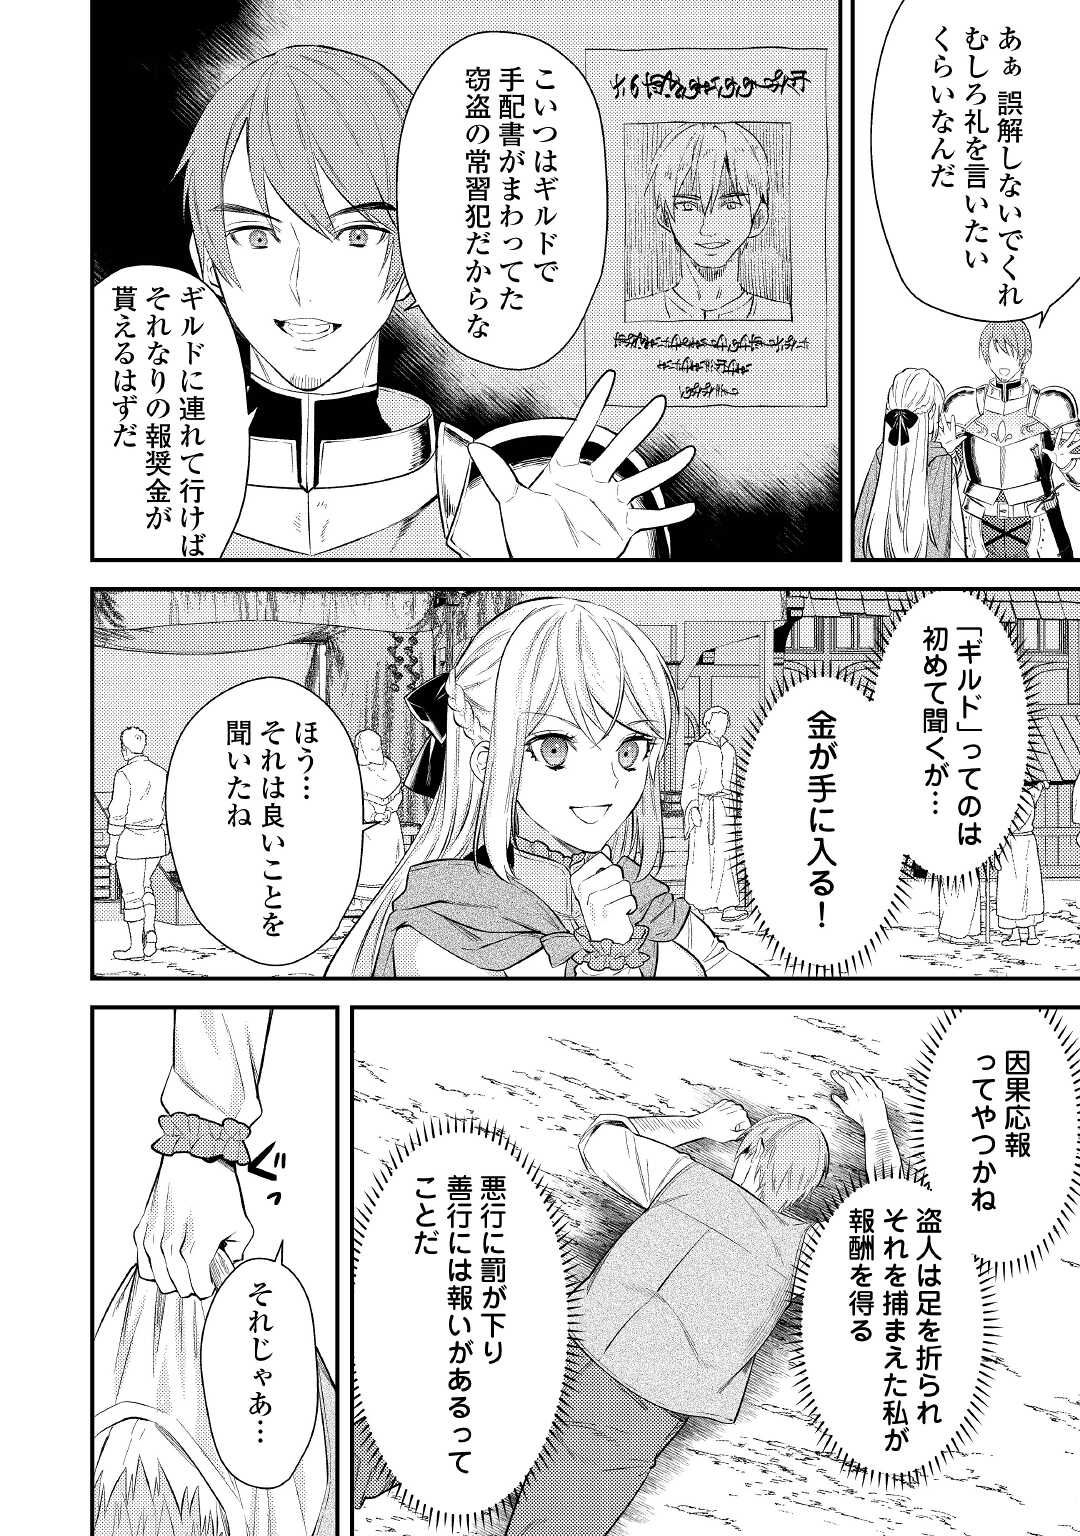 あぁ 誤解しないでくれ
むしろ礼を言いたい
くらいなんだ
こいつはギルドで
手配書がまわってた
窃盗の常習犯だからな
ギルドに連れて行けば
それなりの報奨金が
貰えるはずだ
「ギルド」ってのは
初めて聞くが…
金が手に入る！
ほう…
それは良いことを
聞いたね
因果応報
ってやつかね
盗人は足を折られ
それを捕まえた私が
報酬を得る
悪行に罰が下り
善行には報いがあるって
ことだ
ぐっ
それじゃあ…